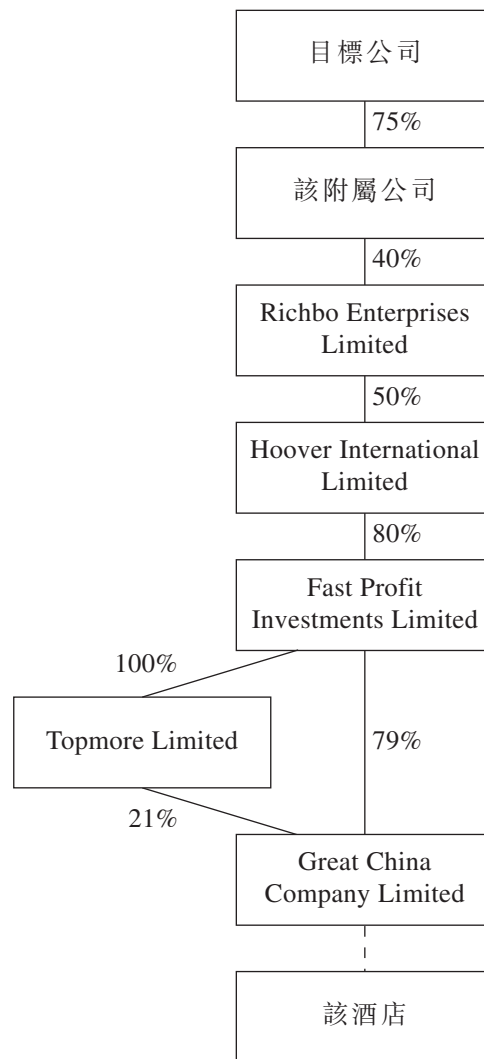 目標公司
75%
該附屬公司
40%
Richbo Enterprises
Limited
50%
Hoover International
Limited
80%
Fast Profit
Investments Limited
100%
Topmore Limited
79%
21%
Great China
Company Limited
該酒店